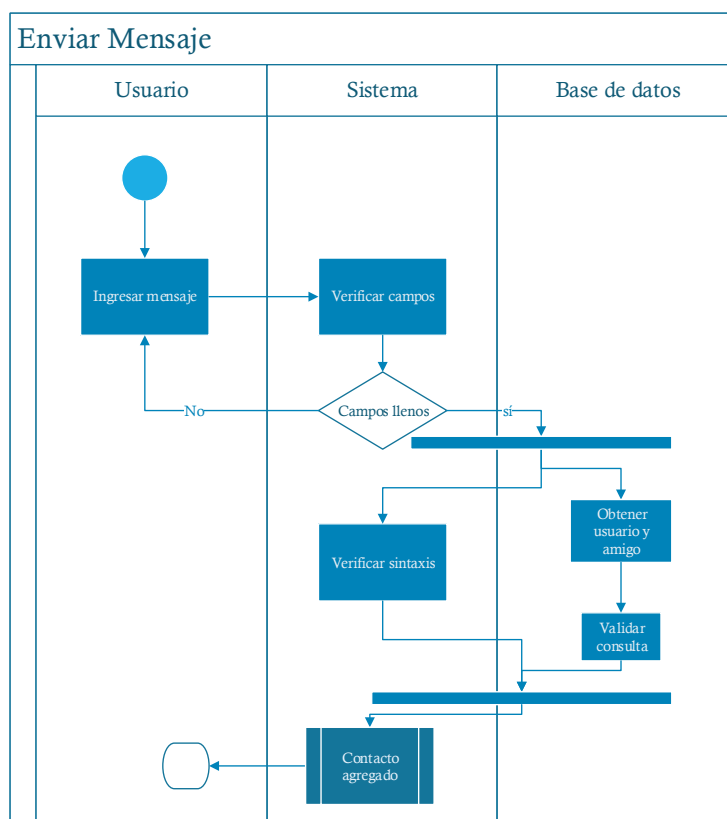 Enviar Mensaje
Usuario
Sistema
Base de datos
Ingresar mensaje
Verificar campos
Campos llenos
No
sí
Obtener
usuario y
amigo
Verificar sintaxis
Validar
consulta
Contacto
agregado